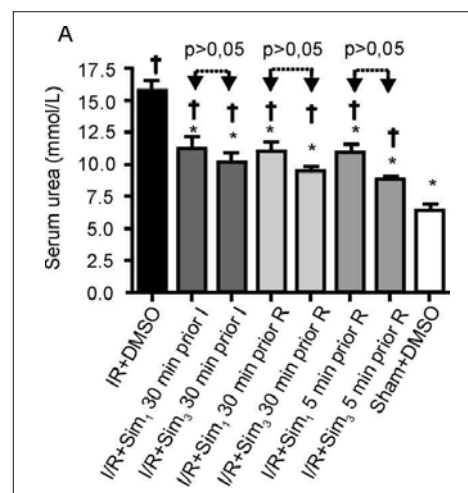 A
p>0,05 p>0,05 p>0,05
Serum urea (mmol/L)
17.5
15.0
12.5
10.0
7.5
5.0
2.5
0.0
† † † † † † †
* * * * * * *
IR+DMSO
I/R+Sim₁ 30 min prior I
I/R+Sim₃ 30 min prior I
I/R+Sim₁ 30 min prior R
I/R+Sim₃ 30 min prior R
I/R+Sim₁ 5 min prior R
I/R+Sim₃ 5 min prior R
Sham+DMSO